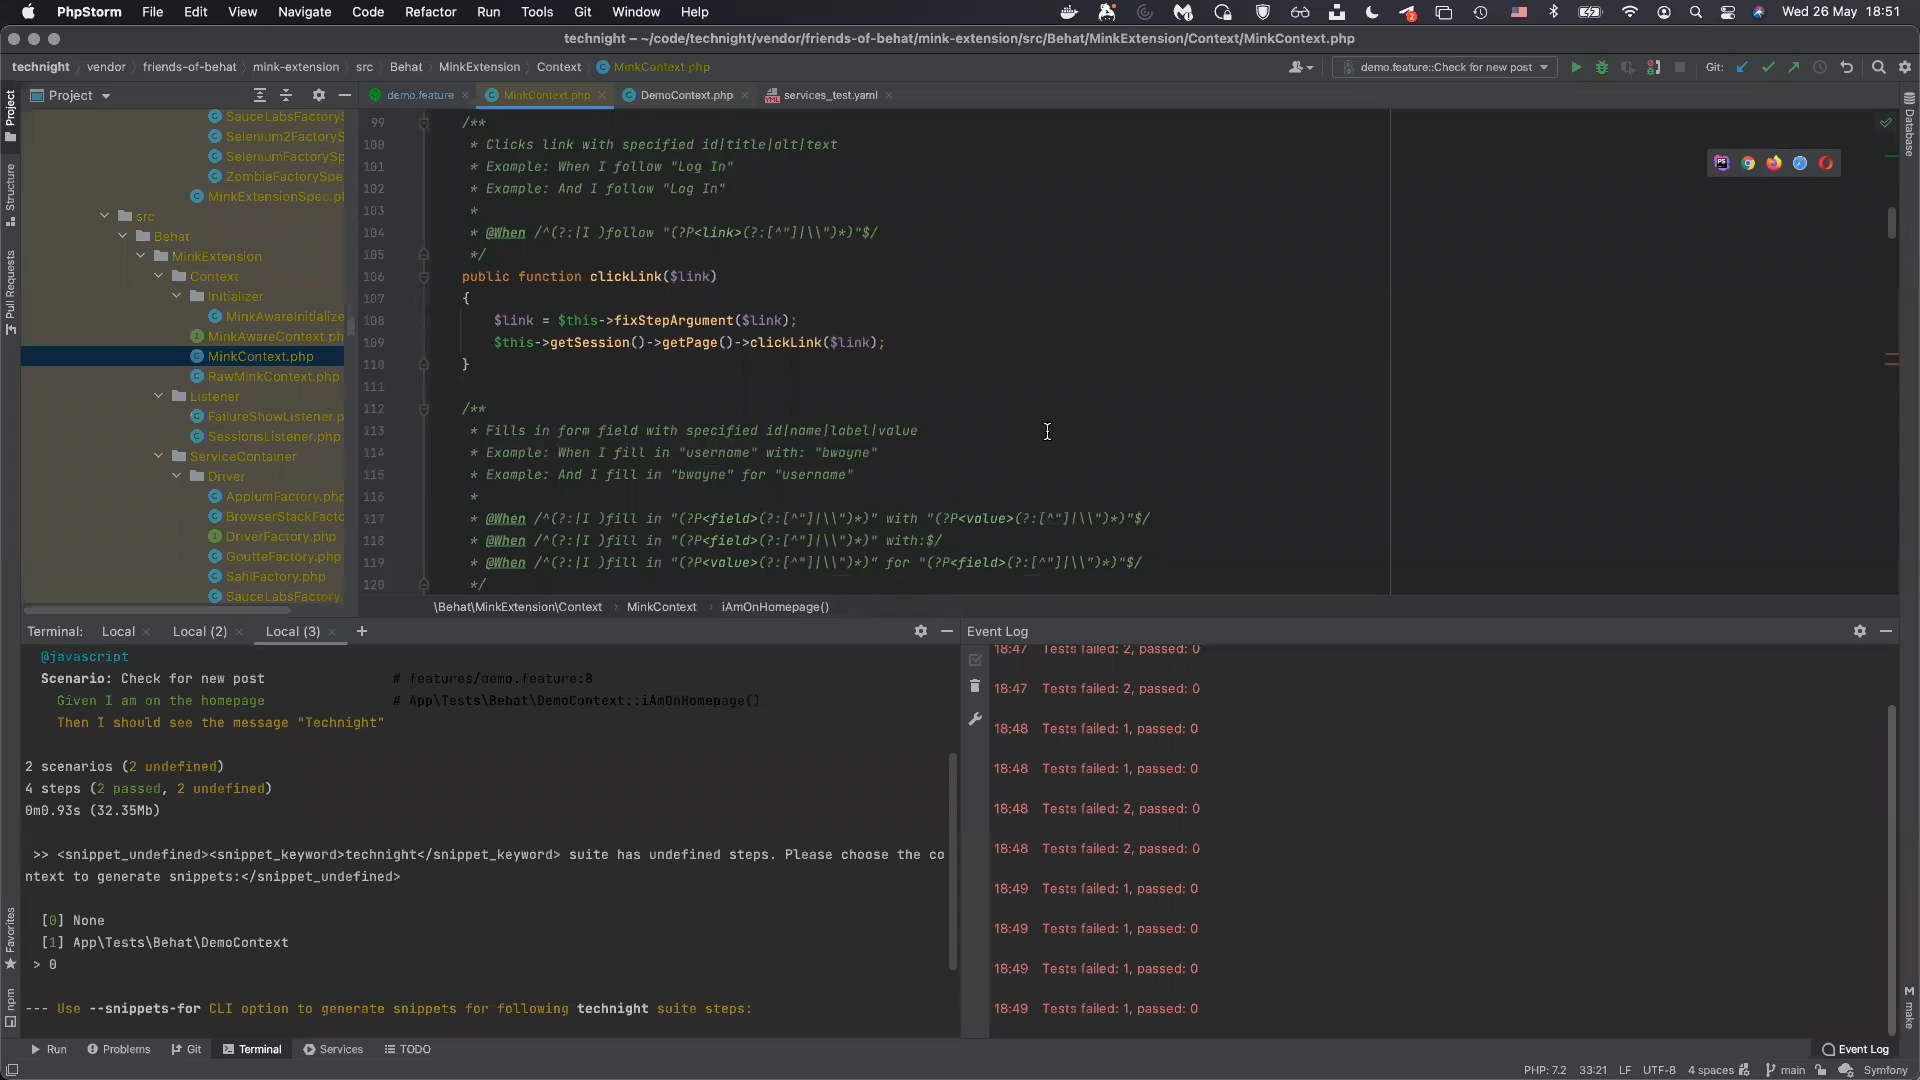 PhpStorm File Edit View Navigate Code Refactor Run Tools Git Window Help Wed 26 May 18:51
technight – ~/code/technight/vendor/friends-of-behat/mink-extension/src/Behat/MinkExtension/Context/MinkContext.php
technight vendor friends-of-behat mink-extension src Behat MinkExtension Context MinkContext.php demo.feature::Check for new post Git:
Project demo.feature MinkContext.php DemoContext.php services_test.yaml
Project
Structure
Pull Requests
Favorites
npm
Database
make
SauceLabsFactoryS
Selenium2FactoryS
SeleniumFactorySp
ZombieFactorySpe
MinkExtensionSpec.ph
src
Behat
MinkExtension
Context
Initializer
MinkAwareInitialize
MinkAwareContext.ph
MinkContext.php
RawMinkContext.php
Listener
FailureShowListener.p
SessionsListener.php
ServiceContainer
Driver
AppiumFactory.php
BrowserStackFacto
DriverFactory.php
GoutteFactory.php
SahiFactory.php
SauceLabsFactory.
99 /**
100 * Clicks link with specified id|title|alt|text
101 * Example: When I follow "Log In"
102 * Example: And I follow "Log In"
103 *
104 * @When /^(?:|I )follow "(?P<link>(?:[^"]|\\")*)"$/
105 */
106 public function clickLink($link)
107 {
108 $link = $this->fixStepArgument($link);
109 $this->getSession()->getPage()->clickLink($link);
110 }
111
112 /**
113 * Fills in form field with specified id|name|label|value
114 * Example: When I fill in "username" with: "bwayne"
115 * Example: And I fill in "bwayne" for "username"
116 *
117 * @When /^(?:|I )fill in "(?P<field>(?:[^"]|\\")*)" with "(?P<value>(?:[^"]|\\")*)"$/
118 * @When /^(?:|I )fill in "(?P<field>(?:[^"]|\\")*)" with:$/
119 * @When /^(?:|I )fill in "(?P<value>(?:[^"]|\\")*)" for "(?P<field>(?:[^"]|\\")*)"$/
120 */
\Behat\MinkExtension\Context MinkContext iAmOnHomepage()
Terminal: Local Local (2) Local (3) +
@javascript
Scenario: Check for new post # features/demo.feature:8
Given I am on the homepage # App\Tests\Behat\DemoContext::iAmOnHomepage()
Then I should see the message "Technight"
2 scenarios (2 undefined)
4 steps (2 passed, 2 undefined)
0m0.93s (32.35Mb)
>> <snippet_undefined><snippet_keyword>technight</snippet_keyword> suite has undefined steps. Please choose the co
ntext to generate snippets:</snippet_undefined>
[0] None
[1] App\Tests\Behat\DemoContext
> 0
--- Use --snippets-for CLI option to generate snippets for following technight suite steps:
Event Log
18:47 Tests failed: 2, passed: 0
18:47 Tests failed: 2, passed: 0
18:48 Tests failed: 1, passed: 0
18:48 Tests failed: 1, passed: 0
18:48 Tests failed: 2, passed: 0
18:48 Tests failed: 2, passed: 0
18:49 Tests failed: 1, passed: 0
18:49 Tests failed: 1, passed: 0
18:49 Tests failed: 1, passed: 0
18:49 Tests failed: 1, passed: 0
Run Problems Git Terminal Services TODO Event Log
PHP: 7.2 33:21 LF UTF-8 4 spaces main Symfony